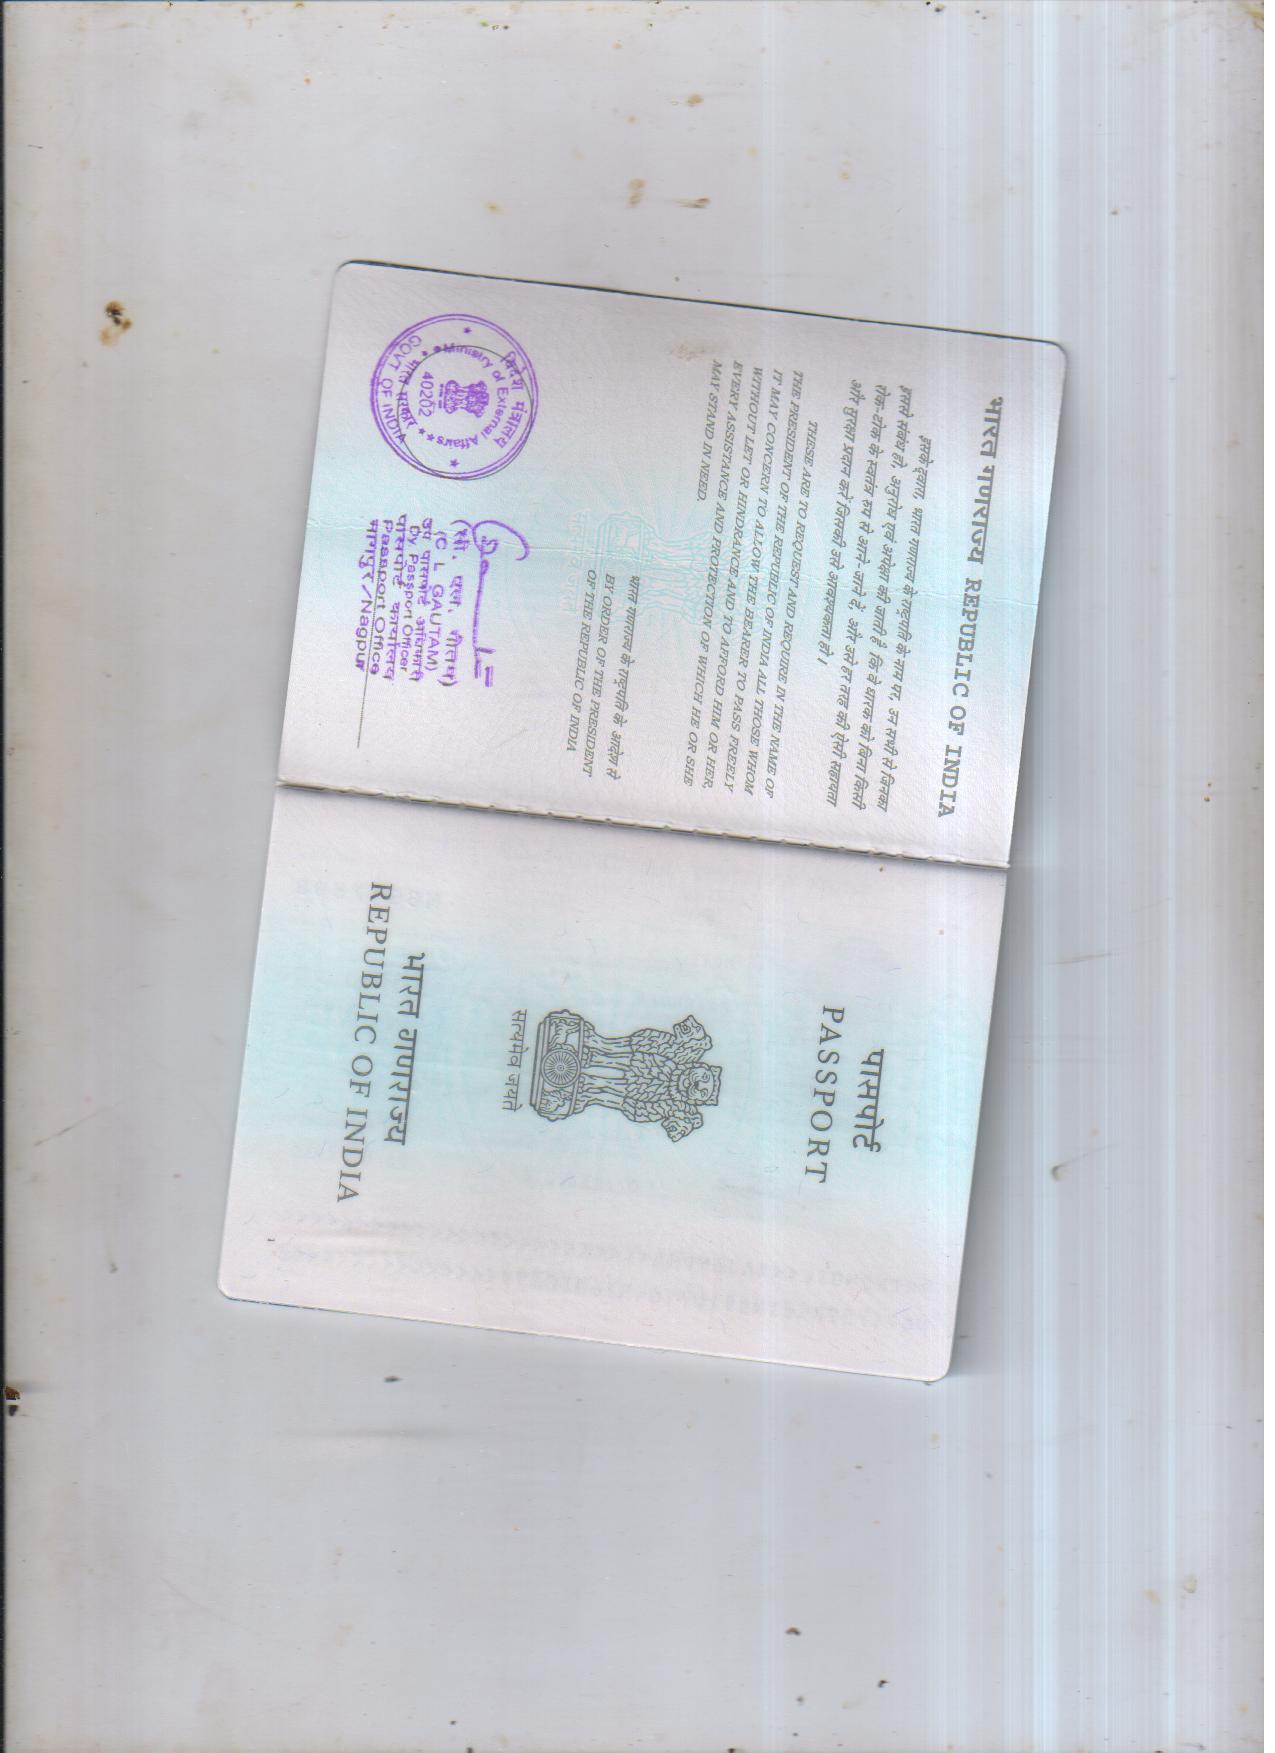 भारत गणराज्य REPUBLIC OF INDIA
इसके द्वारा, भारत गणराज्य के राष्ट्रपति के नाम पर, उन सभी से जिनका
इससे संबंध हो, अनुरोध एवं अपेक्षा की जाती है कि वे धारक को बिना किसी
रोक-टोक के स्वतंत्र रूप से आने-जाने दें, और उसे हर तरह की ऐसी सहायता
और सुरक्षा प्रदान करें जिसकी उसे आवश्यकता हो।
THESE ARE TO REQUEST AND REQUIRE IN THE NAME OF
THE PRESIDENT OF THE REPUBLIC OF INDIA ALL THOSE WHOM
IT MAY CONCERN TO ALLOW THE BEARER TO PASS FREELY
WITHOUT LET OR HINDRANCE AND TO AFFORD HIM OR HER,
EVERY ASSISTANCE AND PROTECTION OF WHICH HE OR SHE
MAY STAND IN NEED.
भारत गणराज्य के राष्ट्रपति के आदेश से
BY ORDER OF THE PRESIDENT
OF THE REPUBLIC OF INDIA
विदेश मंत्रालय
Ministry of External Affairs
40202
भारत सरकार
GOVT OF INDIA
(सी. एल. गौतम)
(C L GAUTAM)
उप पासपोर्ट अधिकारी
Dy Passport Officer
पासपोर्ट कार्यालय
Passport Office
नागपुर/Nagpur
पासपोर्ट
PASSPORT
सत्यमेव जयते
भारत गणराज्य
REPUBLIC OF INDIA